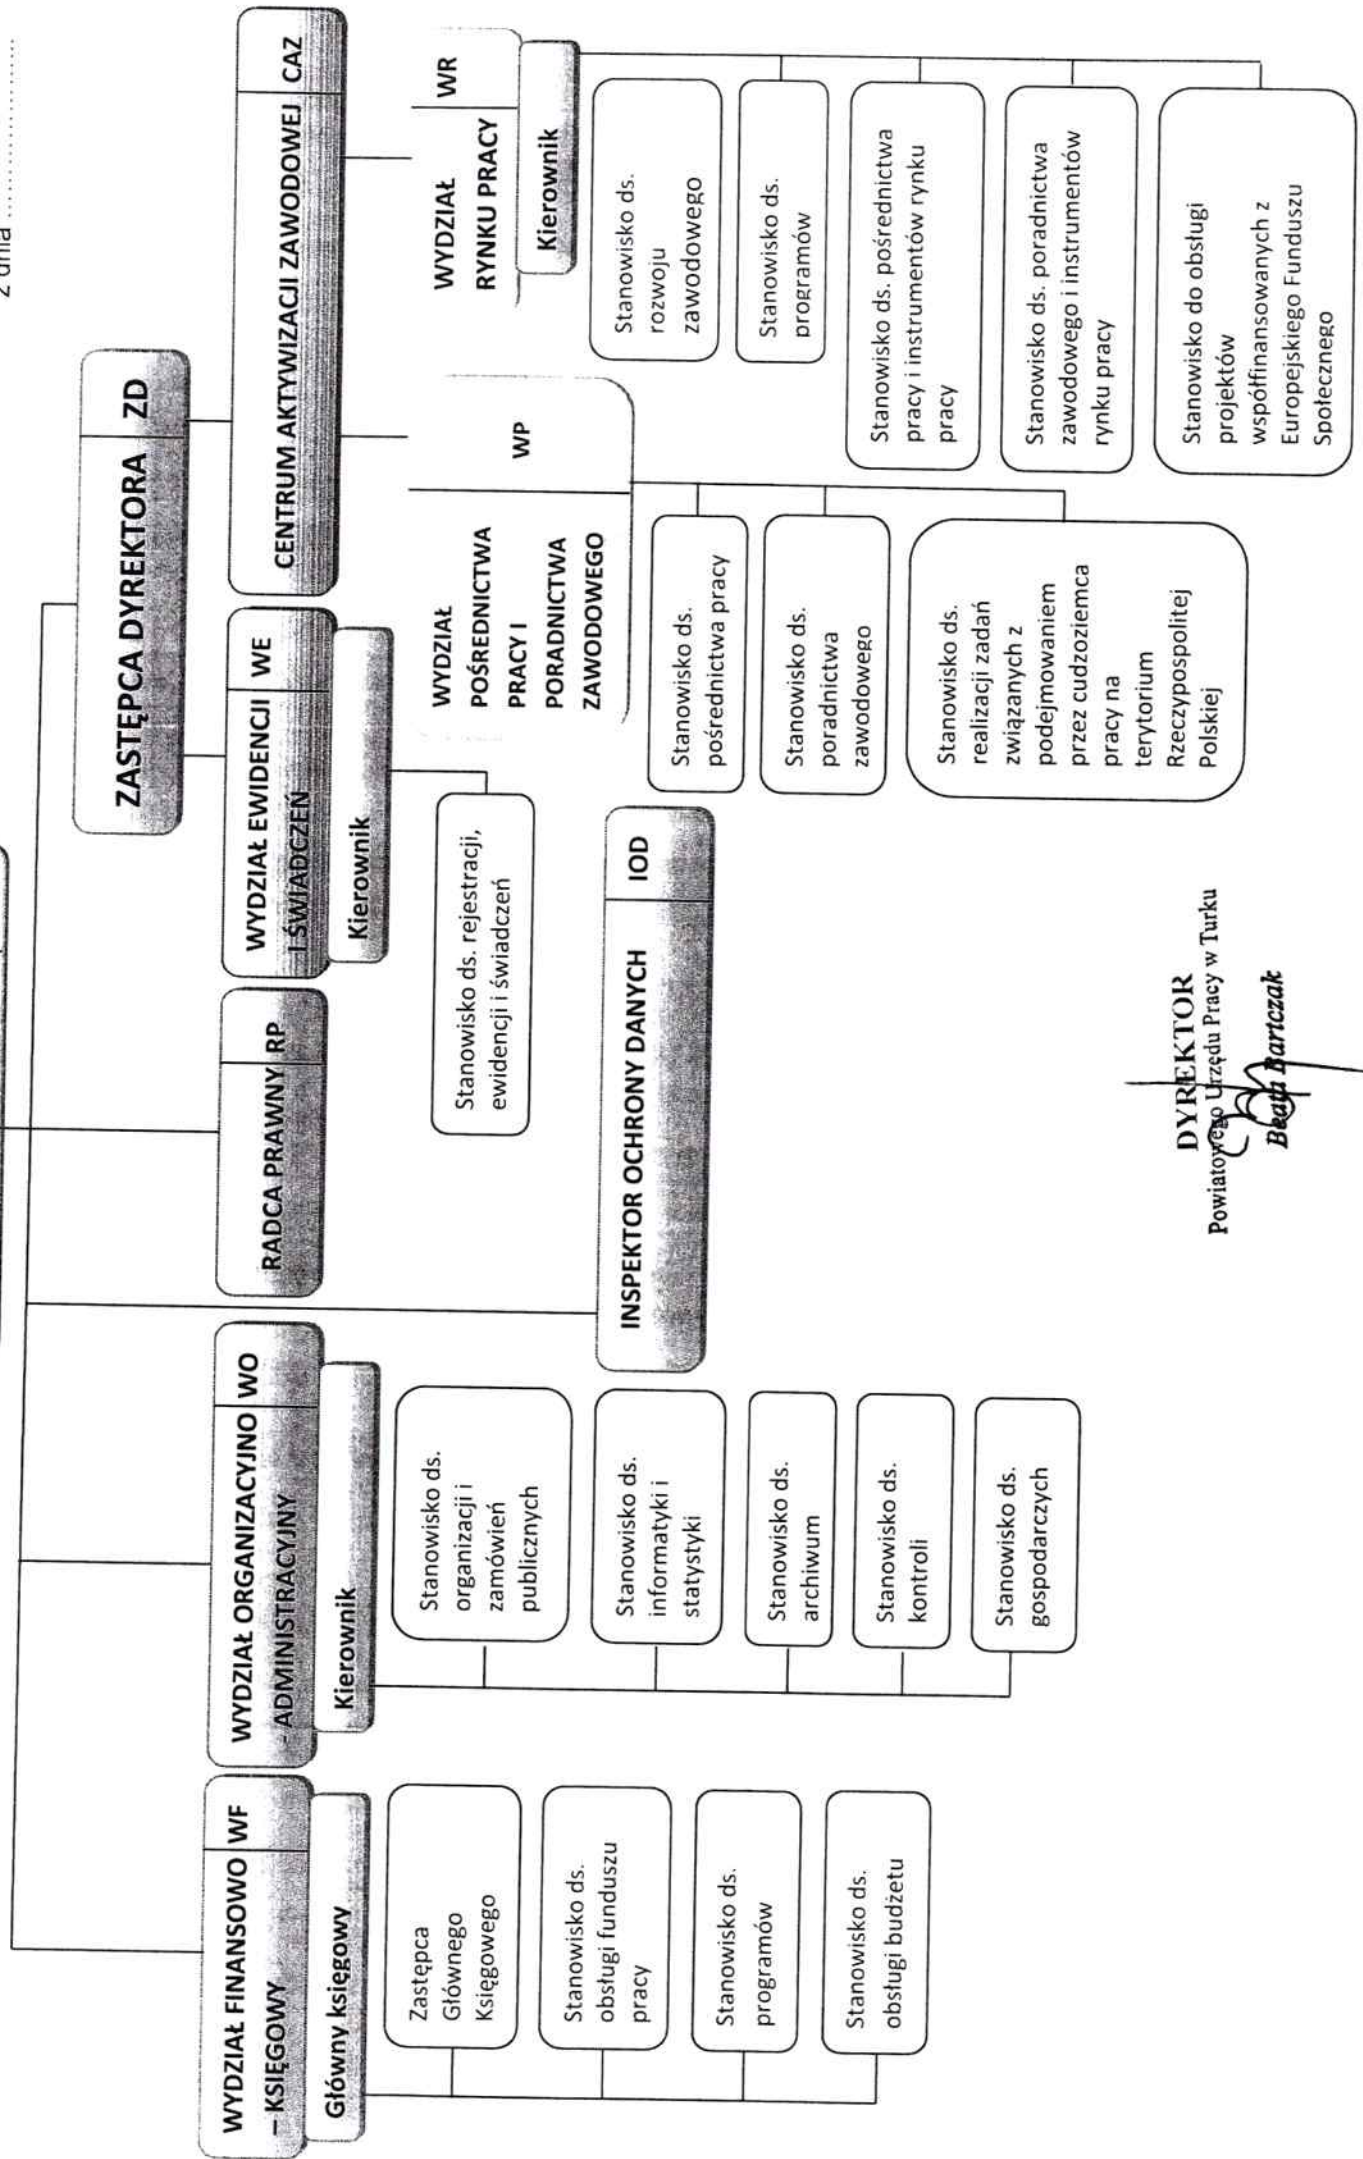 z dnia ....................
ZASTĘPCA DYREKTORA ZD
WYDZIAŁ FINANSOWO WF
– KSIĘGOWY
Główny księgowy
Zastępca
Głównego
Księgowego
Stanowisko ds.
obsługi funduszu
pracy
Stanowisko ds.
programów
Stanowisko ds.
obsługi budżetu
WYDZIAŁ ORGANIZACYJNO WO
- ADMINISTRACYJNY
Kierownik
Stanowisko ds.
organizacji i
zamówień
publicznych
Stanowisko ds.
informatyki i
statystyki
Stanowisko ds.
archiwum
Stanowisko ds.
kontroli
Stanowisko ds.
gospodarczych
RADCA PRAWNY RP
INSPEKTOR OCHRONY DANYCH IOD
WYDZIAŁ EWIDENCJI WE
I ŚWIADCZEŃ
Kierownik
Stanowisko ds. rejestracji,
ewidencji i świadczeń
CENTRUM AKTYWIZACJI ZAWODOWEJ CAZ
WYDZIAŁ
POŚREDNICTWA
PRACY I
PORADNICTWA
ZAWODOWEGO
WP
Stanowisko ds.
pośrednictwa pracy
Stanowisko ds.
poradnictwa
zawodowego
Stanowisko ds.
realizacji zadań
związanych z
podejmowaniem
przez cudzoziemca
pracy na
terytorium
Rzeczypospolitej
Polskiej
WYDZIAŁ WR
RYNKU PRACY
Kierownik
Stanowisko ds.
rozwoju
zawodowego
Stanowisko ds.
programów
Stanowisko ds. pośrednictwa
pracy i instrumentów rynku
pracy
Stanowisko ds. poradnictwa
zawodowego i instrumentów
rynku pracy
Stanowisko do obsługi
projektów
współfinansowanych z
Europejskiego Funduszu
Społecznego
DYREKTOR
Powiatowego Urzędu Pracy w Turku
Beata Bartczak